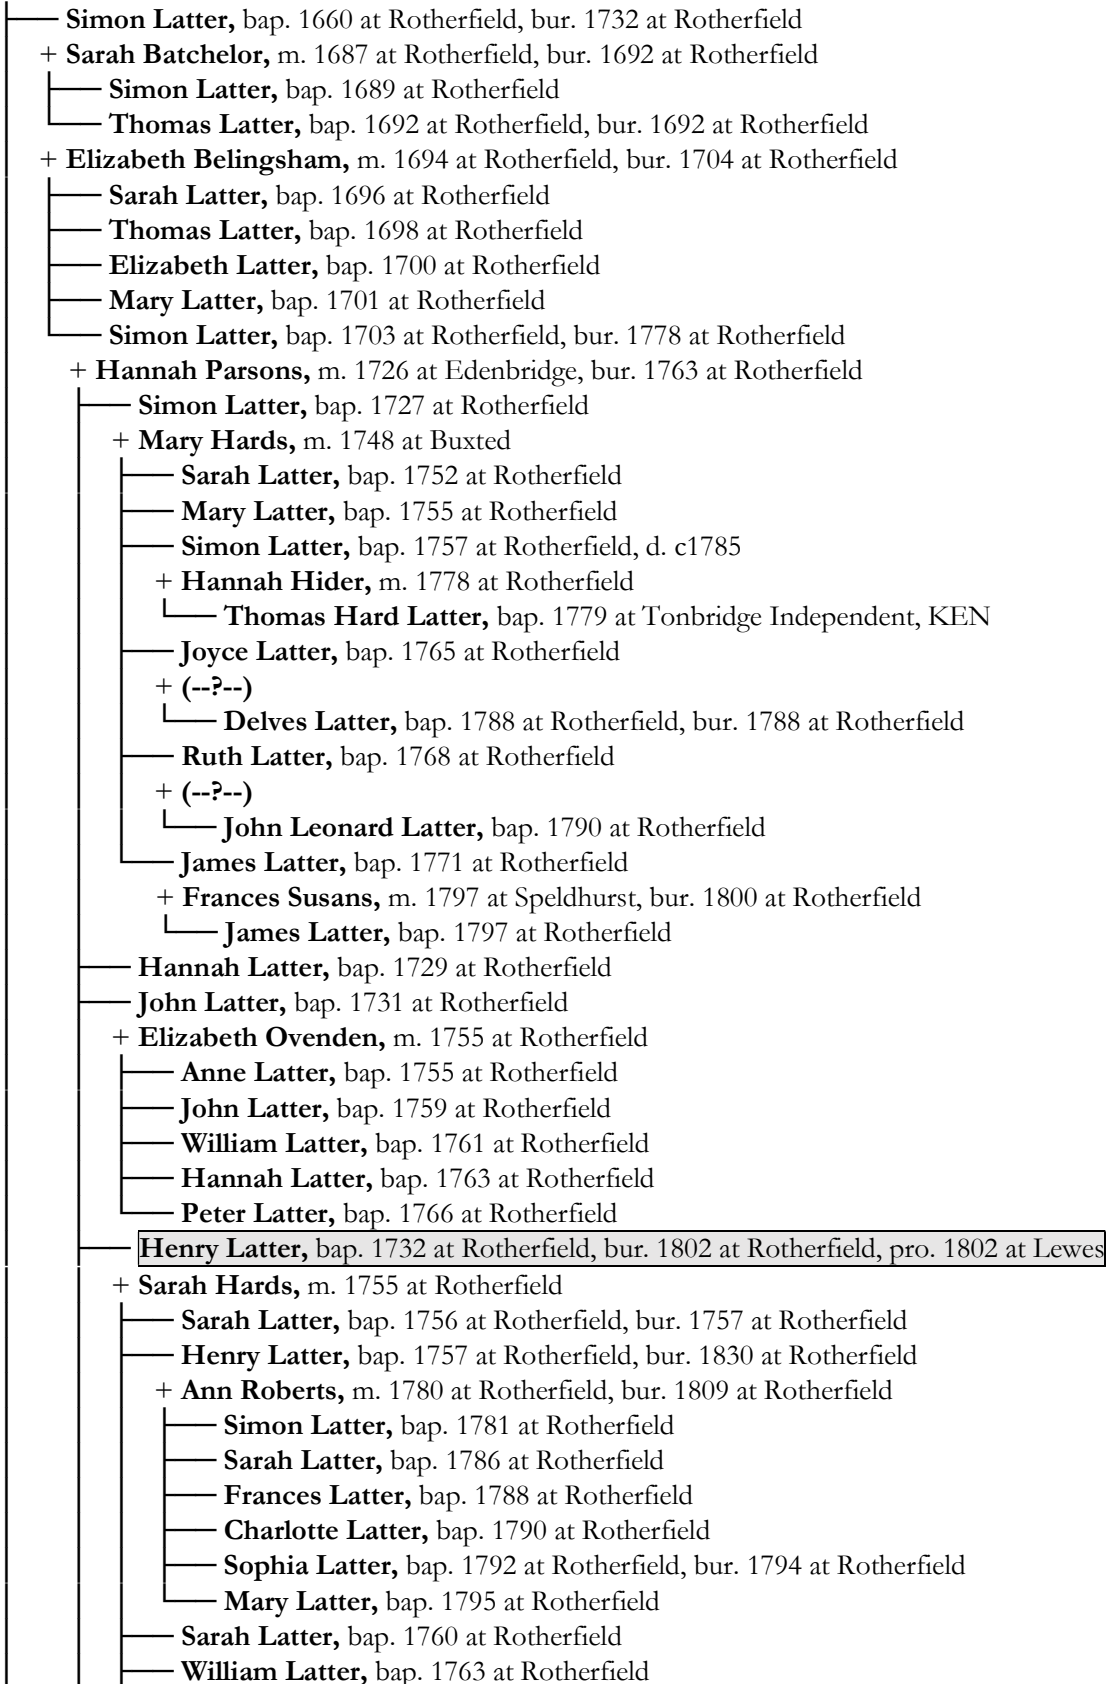 Simon Latter, bap. 1660 at Rotherfield, bur. 1732 at Rotherfield
+ Sarah Batchelor, m. 1687 at Rotherfield, bur. 1692 at Rotherfield
Simon Latter, bap. 1689 at Rotherfield
Thomas Latter, bap. 1692 at Rotherfield, bur. 1692 at Rotherfield
+ Elizabeth Belingsham, m. 1694 at Rotherfield, bur. 1704 at Rotherfield
Sarah Latter, bap. 1696 at Rotherfield
Thomas Latter, bap. 1698 at Rotherfield
Elizabeth Latter, bap. 1700 at Rotherfield
Mary Latter, bap. 1701 at Rotherfield
Simon Latter, bap. 1703 at Rotherfield, bur. 1778 at Rotherfield
+ Hannah Parsons, m. 1726 at Edenbridge, bur. 1763 at Rotherfield
Simon Latter, bap. 1727 at Rotherfield
+ Mary Hards, m. 1748 at Buxted
Sarah Latter, bap. 1752 at Rotherfield
Mary Latter, bap. 1755 at Rotherfield
Simon Latter, bap. 1757 at Rotherfield, d. c1785
+ Hannah Hider, m. 1778 at Rotherfield
Thomas Hard Latter, bap. 1779 at Tonbridge Independent, KEN
Joyce Latter, bap. 1765 at Rotherfield
+ (--?--)
Delves Latter, bap. 1788 at Rotherfield, bur. 1788 at Rotherfield
Ruth Latter, bap. 1768 at Rotherfield
+ (--?--)
John Leonard Latter, bap. 1790 at Rotherfield
James Latter, bap. 1771 at Rotherfield
+ Frances Susans, m. 1797 at Speldhurst, bur. 1800 at Rotherfield
James Latter, bap. 1797 at Rotherfield
Hannah Latter, bap. 1729 at Rotherfield
John Latter, bap. 1731 at Rotherfield
+ Elizabeth Ovenden, m. 1755 at Rotherfield
Anne Latter, bap. 1755 at Rotherfield
John Latter, bap. 1759 at Rotherfield
William Latter, bap. 1761 at Rotherfield
Hannah Latter, bap. 1763 at Rotherfield
Peter Latter, bap. 1766 at Rotherfield
Henry Latter, bap. 1732 at Rotherfield, bur. 1802 at Rotherfield, pro. 1802 at Lewes
+ Sarah Hards, m. 1755 at Rotherfield
Sarah Latter, bap. 1756 at Rotherfield, bur. 1757 at Rotherfield
Henry Latter, bap. 1757 at Rotherfield, bur. 1830 at Rotherfield
+ Ann Roberts, m. 1780 at Rotherfield, bur. 1809 at Rotherfield
Simon Latter, bap. 1781 at Rotherfield
Sarah Latter, bap. 1786 at Rotherfield
Frances Latter, bap. 1788 at Rotherfield
Charlotte Latter, bap. 1790 at Rotherfield
Sophia Latter, bap. 1792 at Rotherfield, bur. 1794 at Rotherfield
Mary Latter, bap. 1795 at Rotherfield
Sarah Latter, bap. 1760 at Rotherfield
William Latter, bap. 1763 at Rotherfield